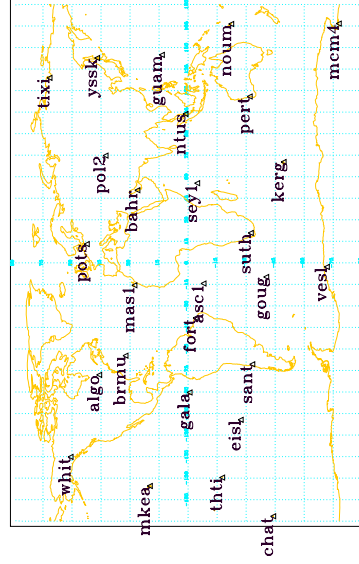 tixi
yssk
guam
noum
mcm4
pol2
ntus
pert
bahr
sey1
kerg
pots
mas1
suth
asc1
goug
vesl
algo
brmu
fort
sant
gala
eisl
whit
mkea
thti
chat